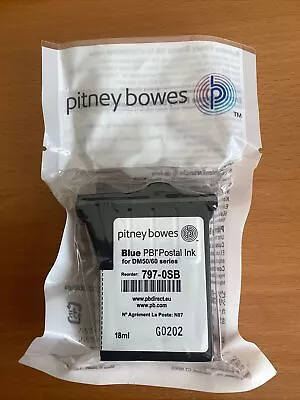 pitney bowes
TM
pitney bowes
Blue PBI Postal Ink
for DM50/60 series
Reorder: 797-0SB
www.pbdirect.eu
www.pb.com
N° Agrément La Poste: N07
18ml G0202